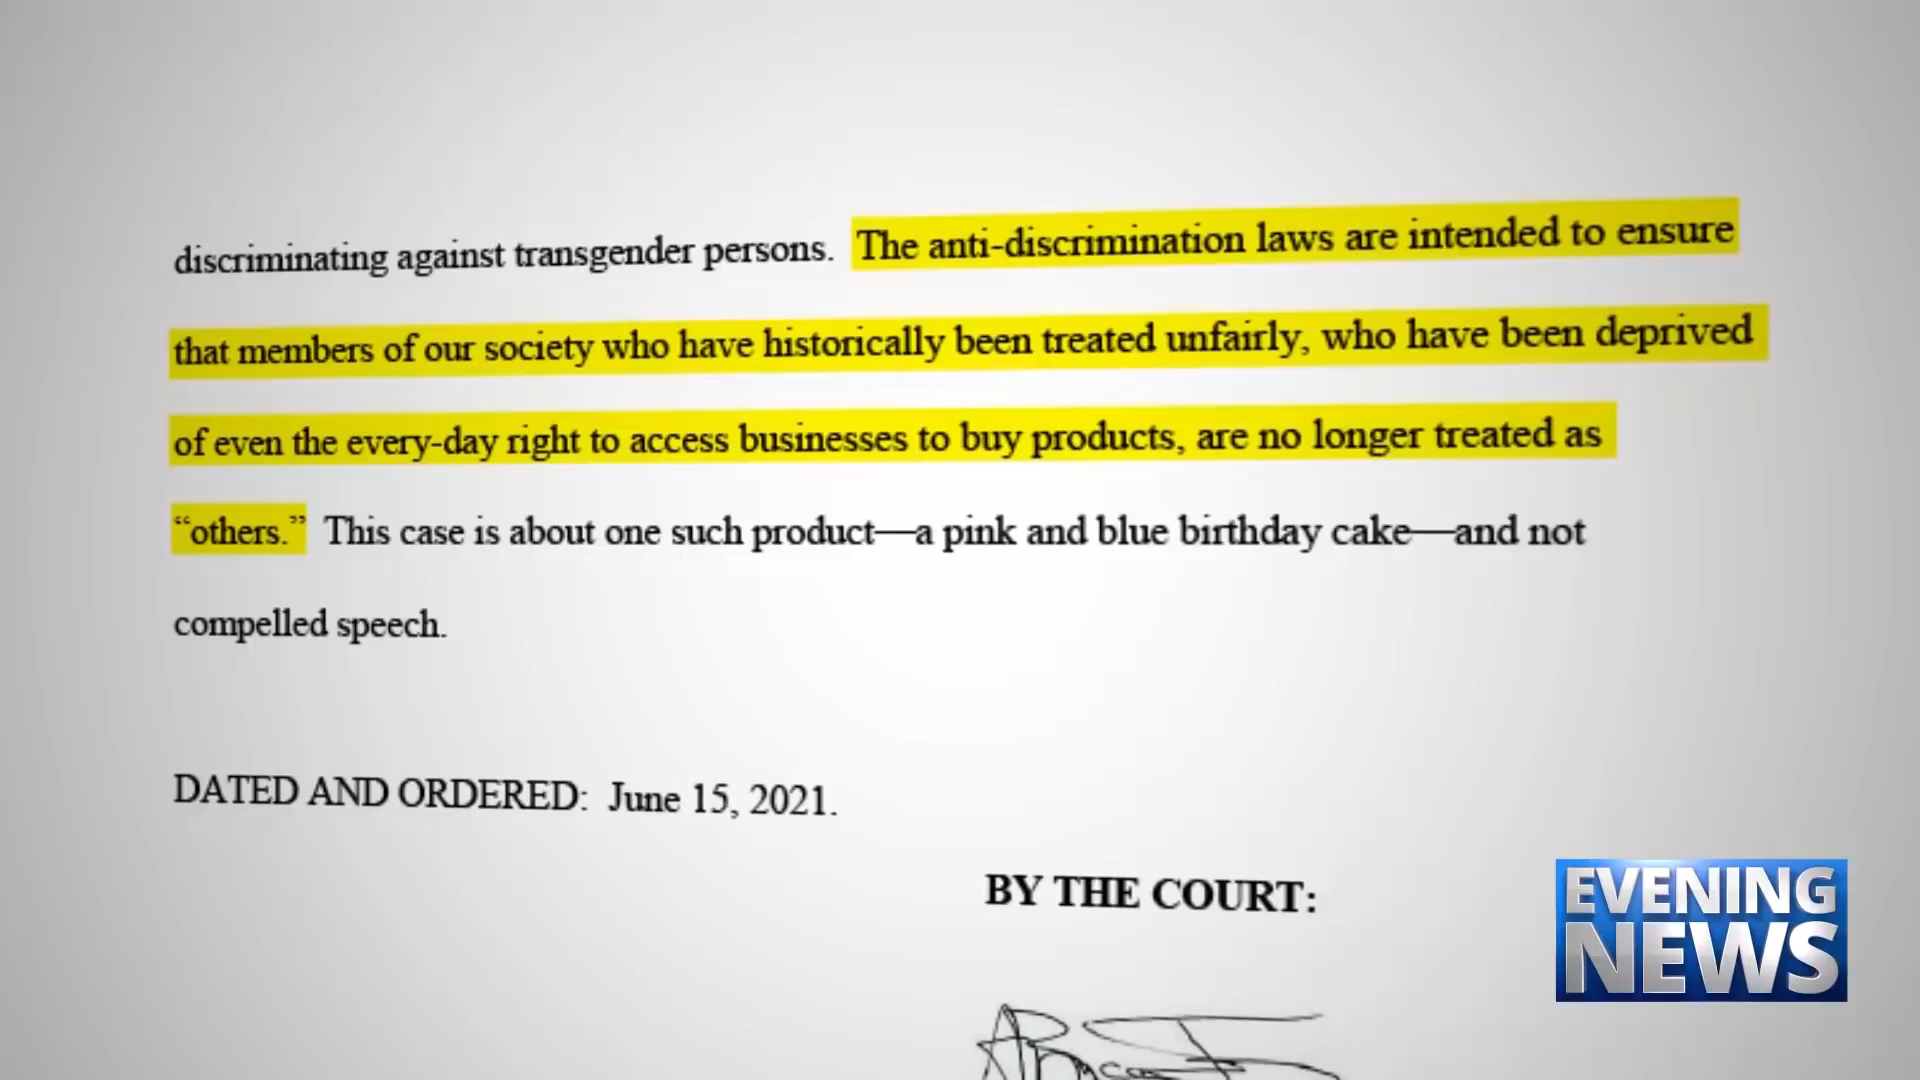 discriminating against transgender persons. The anti-discrimination laws are intended to ensure
that members of our society who have historically been treated unfairly, who have been deprived
of even the every-day right to access businesses to buy products, are no longer treated as
“others.” This case is about one such product—a pink and blue birthday cake—and not
compelled speech.
DATED AND ORDERED: June 15, 2021.
BY THE COURT:
EVENING
NEWS